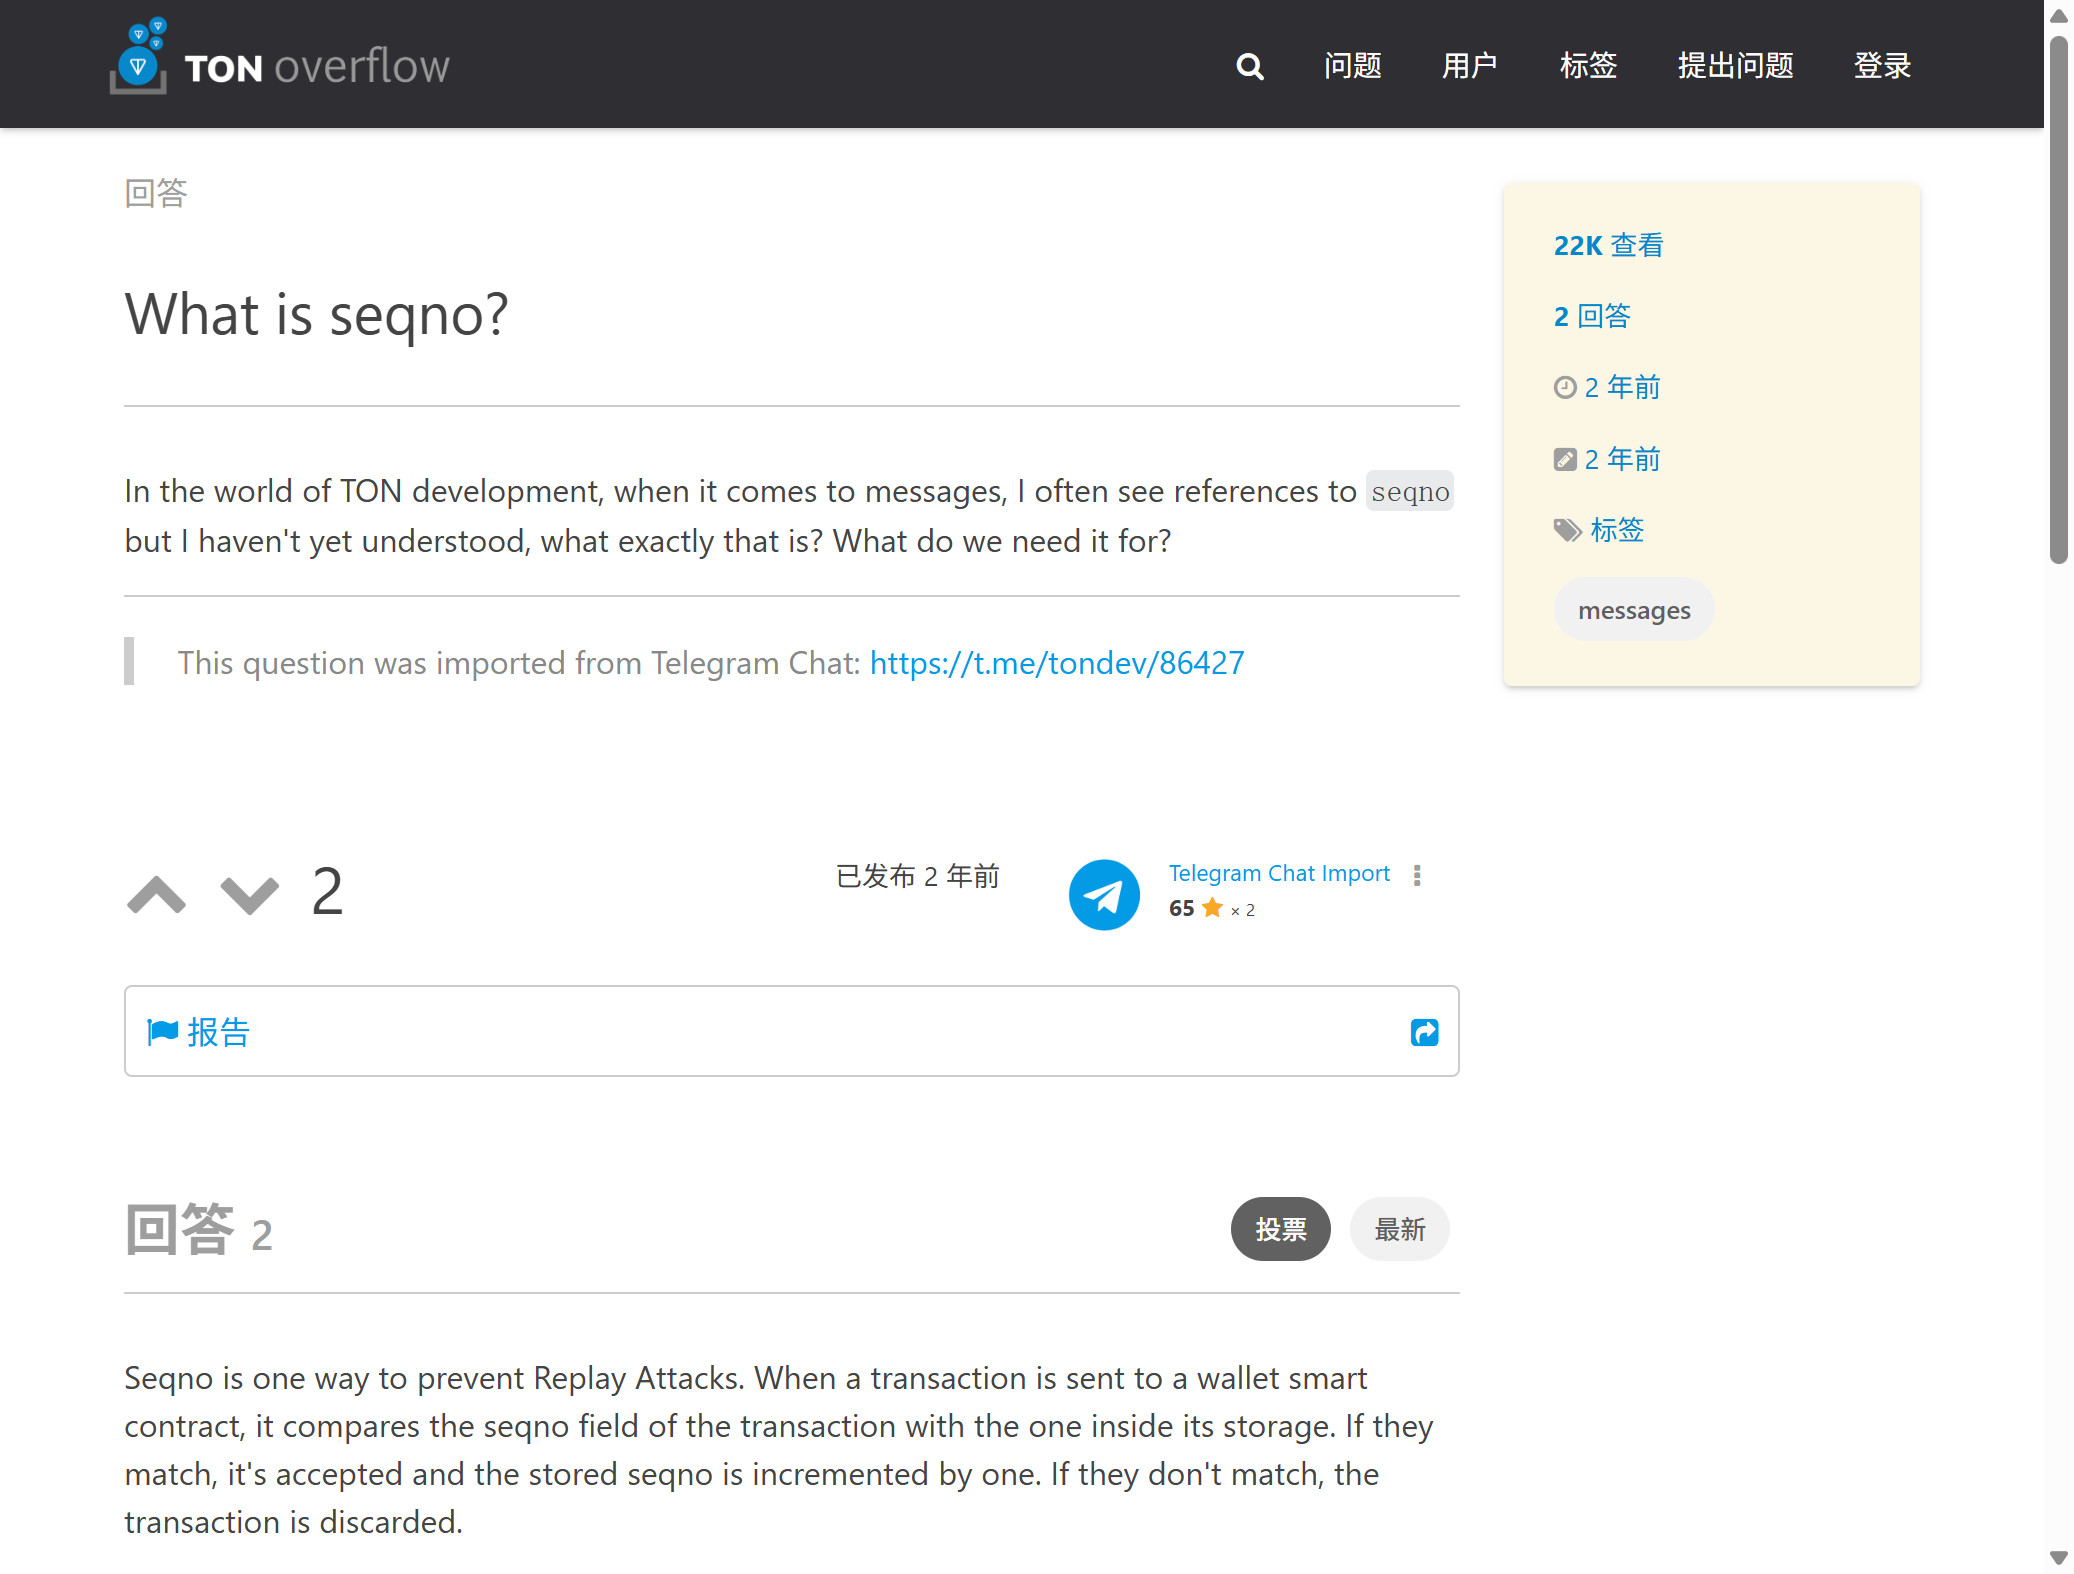 TON overflow
问题
用户
标签
提出问题
登录
回答
What is seqno?
In the world of TON development, when it comes to messages, I often see references to seqno
but I haven't yet understood, what exactly that is? What do we need it for?
This question was imported from Telegram Chat: https://t.me/tondev/86427
2
已发布 2 年前
Telegram Chat Import
65 × 2
报告
回答 2
投票
最新
Seqno is one way to prevent Replay Attacks. When a transaction is sent to a wallet smart
contract, it compares the seqno field of the transaction with the one inside its storage. If they
match, it's accepted and the stored seqno is incremented by one. If they don't match, the
transaction is discarded.
22K 查看
2 回答
2 年前
2 年前
标签
messages